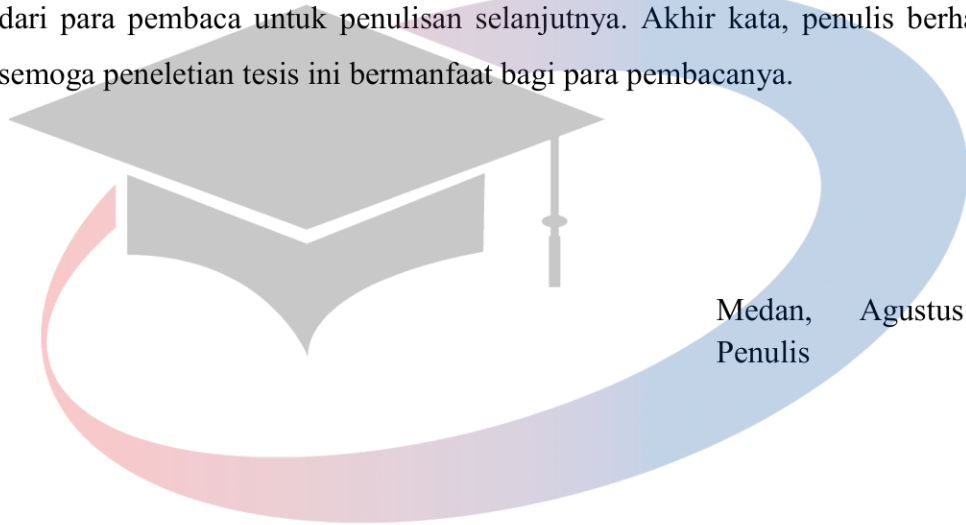 dari para pembaca untuk penulisan selanjutnya. Akhir kata, penulis berha
semoga peneletian tesis ini bermanfaat bagi para pembacanya.
Medan, Agustus
Penulis